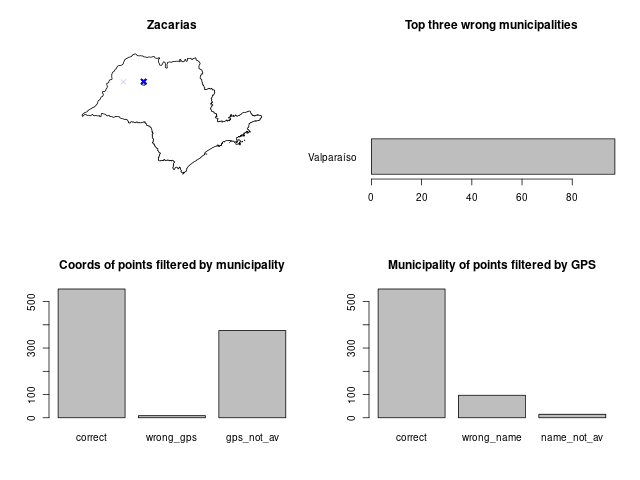 Zacarias
Top three wrong municipalities
Valparaíso
0 20 40 60 80
Coords of points filtered by municipality
500
300
100
0
correct wrong_gps gps_not_av
Municipality of points filtered by GPS
500
300
100
0
correct wrong_name name_not_av